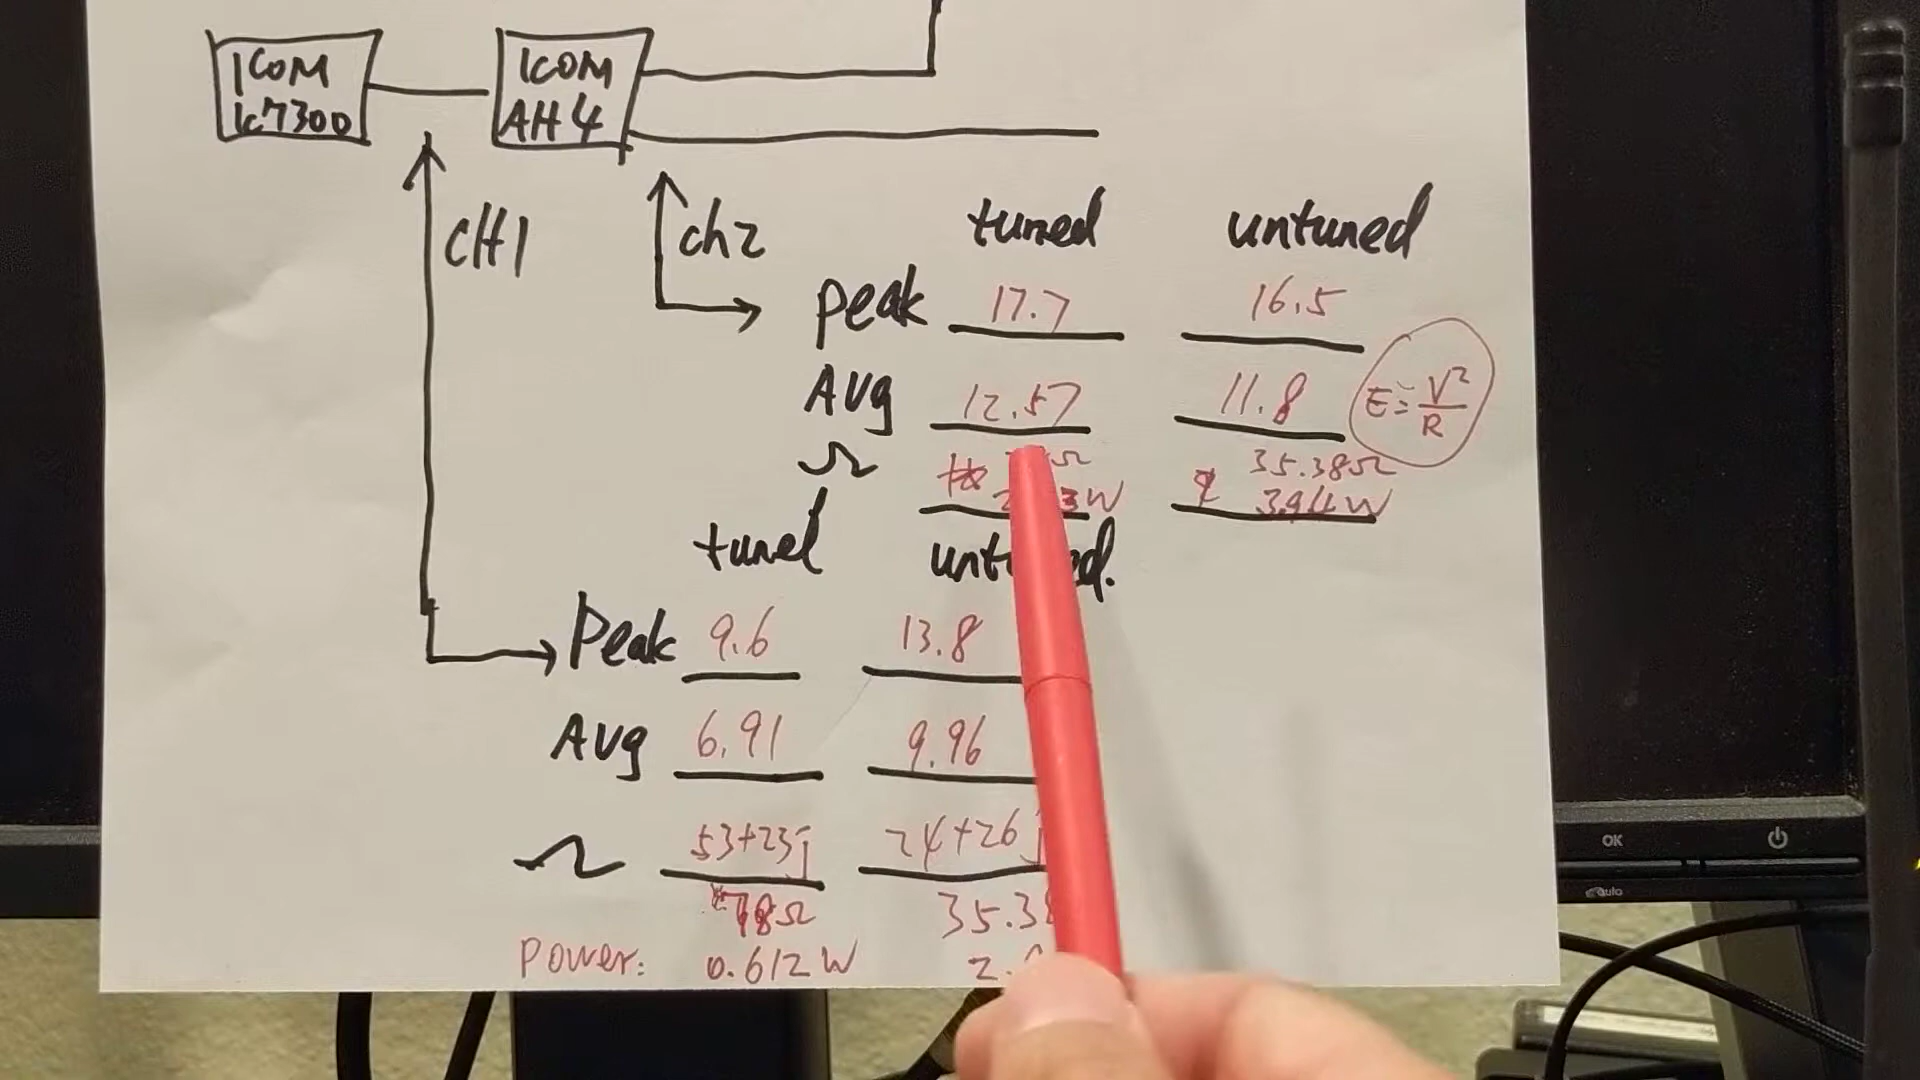 ICOM
IC7300
ICOM
AH4
CH1
ch2
tuned untuned
Peak 17.7 16.5
Avg 12.57 11.8
E = V²/R
Ω 35.38Ω
3.94W
tuned
Peak 9.6 13.8
Avg 6.91 9.96
Ω 53+23j 24+26j
78Ω
Power: 0.612W
OK
auto